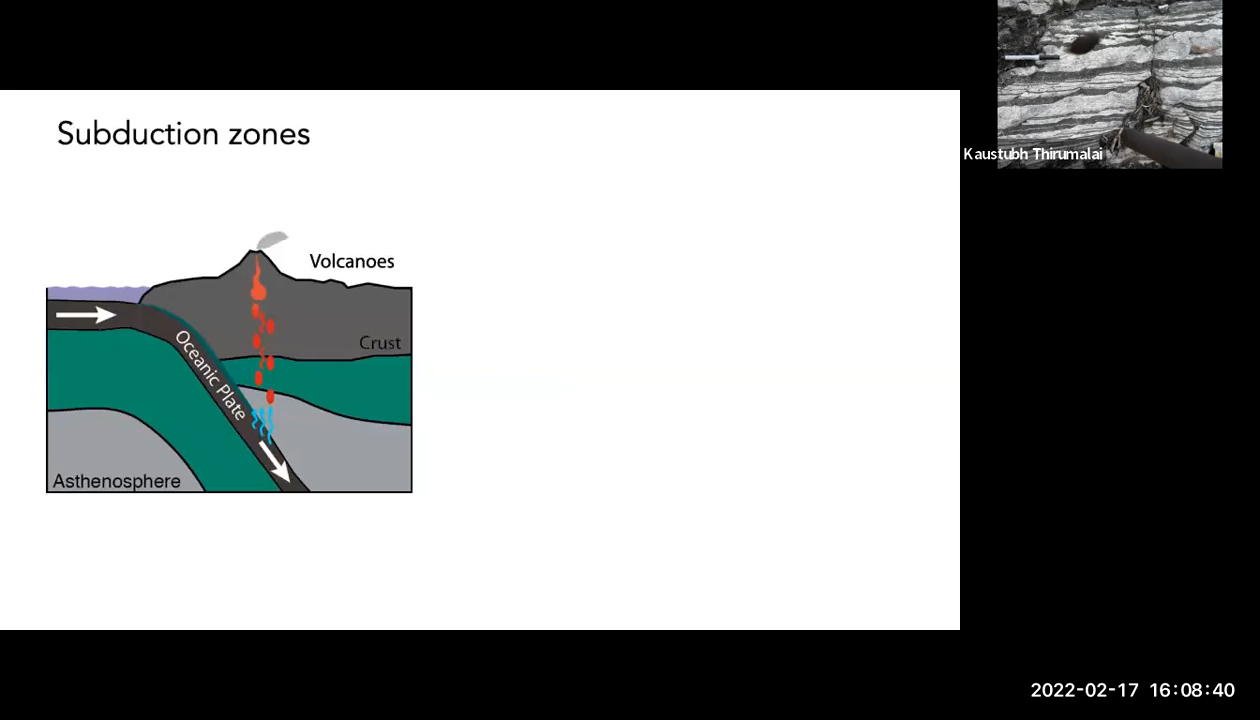 Subduction zones
Volcanoes
Crust
Oceanic Plate
Asthenosphere
Kaustubh Thirumalai
2022-02-17 16:08:40